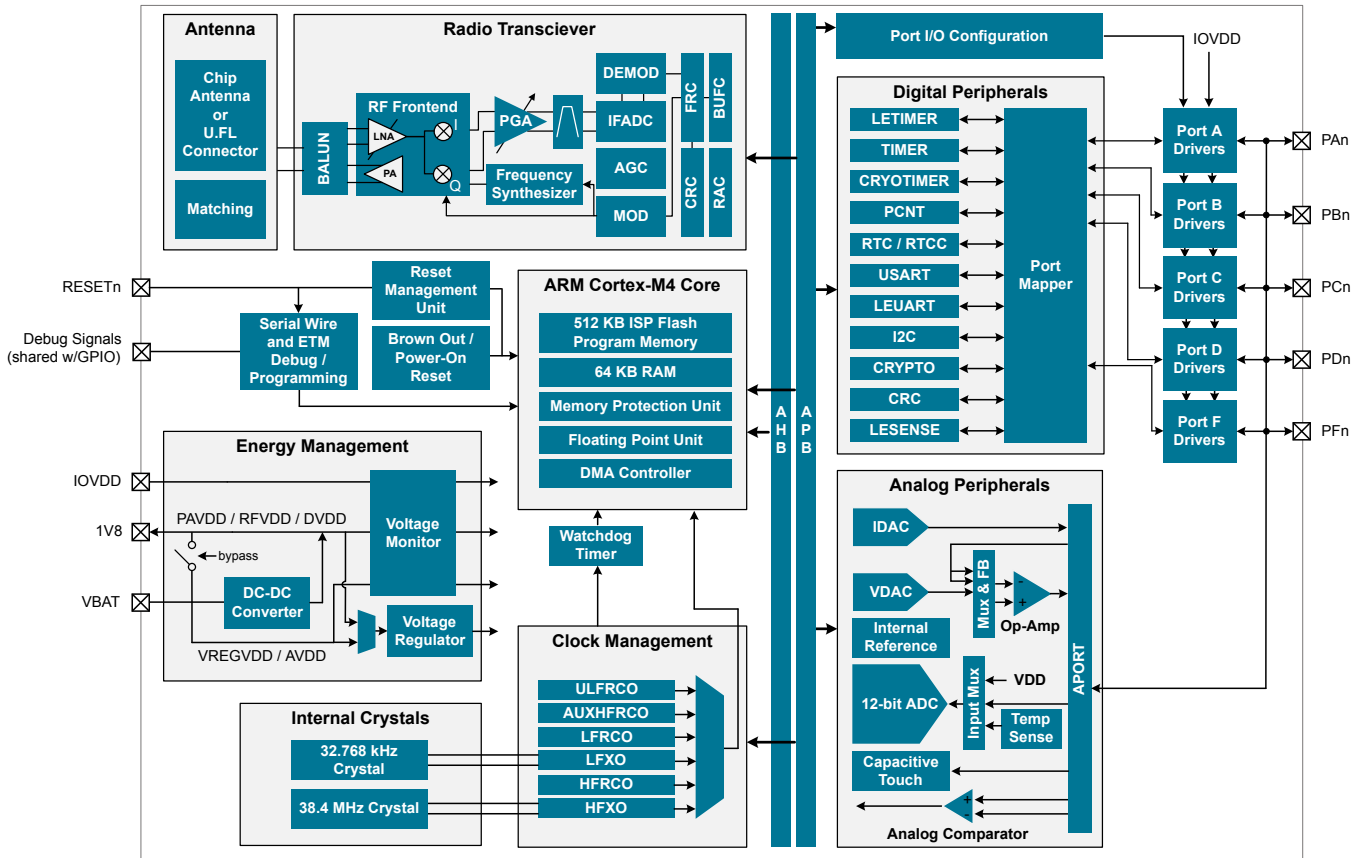 Antenna
Chip
Antenna
or
U.FL
Connector
Matching
Radio Transciever
BALUN
RF Frontend
LNA
PA
I
Q
PGA
Frequency
Synthesizer
DEMOD
IFADC
AGC
MOD
FRC
BUFC
CRC
RAC
Port I/O Configuration
IOVDD
Digital Peripherals
LETIMER
TIMER
CRYOTIMER
PCNT
RTC / RTCC
USART
LEUART
I2C
CRYPTO
CRC
LESENSE
Port
Mapper
Port A
Drivers
Port B
Drivers
Port C
Drivers
Port D
Drivers
Port F
Drivers
PAn
PBn
PCn
PDn
PFn
RESETn
Debug Signals
(shared w/GPIO)
Reset
Management
Unit
Serial Wire
and ETM
Debug /
Programming
Brown Out /
Power-On
Reset
ARM Cortex-M4 Core
512 KB ISP Flash
Program Memory
64 KB RAM
Memory Protection Unit
Floating Point Unit
DMA Controller
AHB
APB
Energy Management
IOVDD
1V8
VBAT
PAVDD / RFVDD / DVDD
bypass
DC-DC
Converter
VREGVDD / AVDD
Voltage
Monitor
Voltage
Regulator
Watchdog
Timer
Clock Management
ULFRCO
AUXHFRCO
LFRCO
LFXO
HFRCO
HFXO
Internal Crystals
32.768 kHz
Crystal
38.4 MHz Crystal
Analog Peripherals
IDAC
VDAC
Mux & FB
-
+
Op-Amp
Internal
Reference
12-bit ADC
Input Mux
VDD
Temp
Sense
APORT
Capacitive
Touch
+
-
Analog Comparator